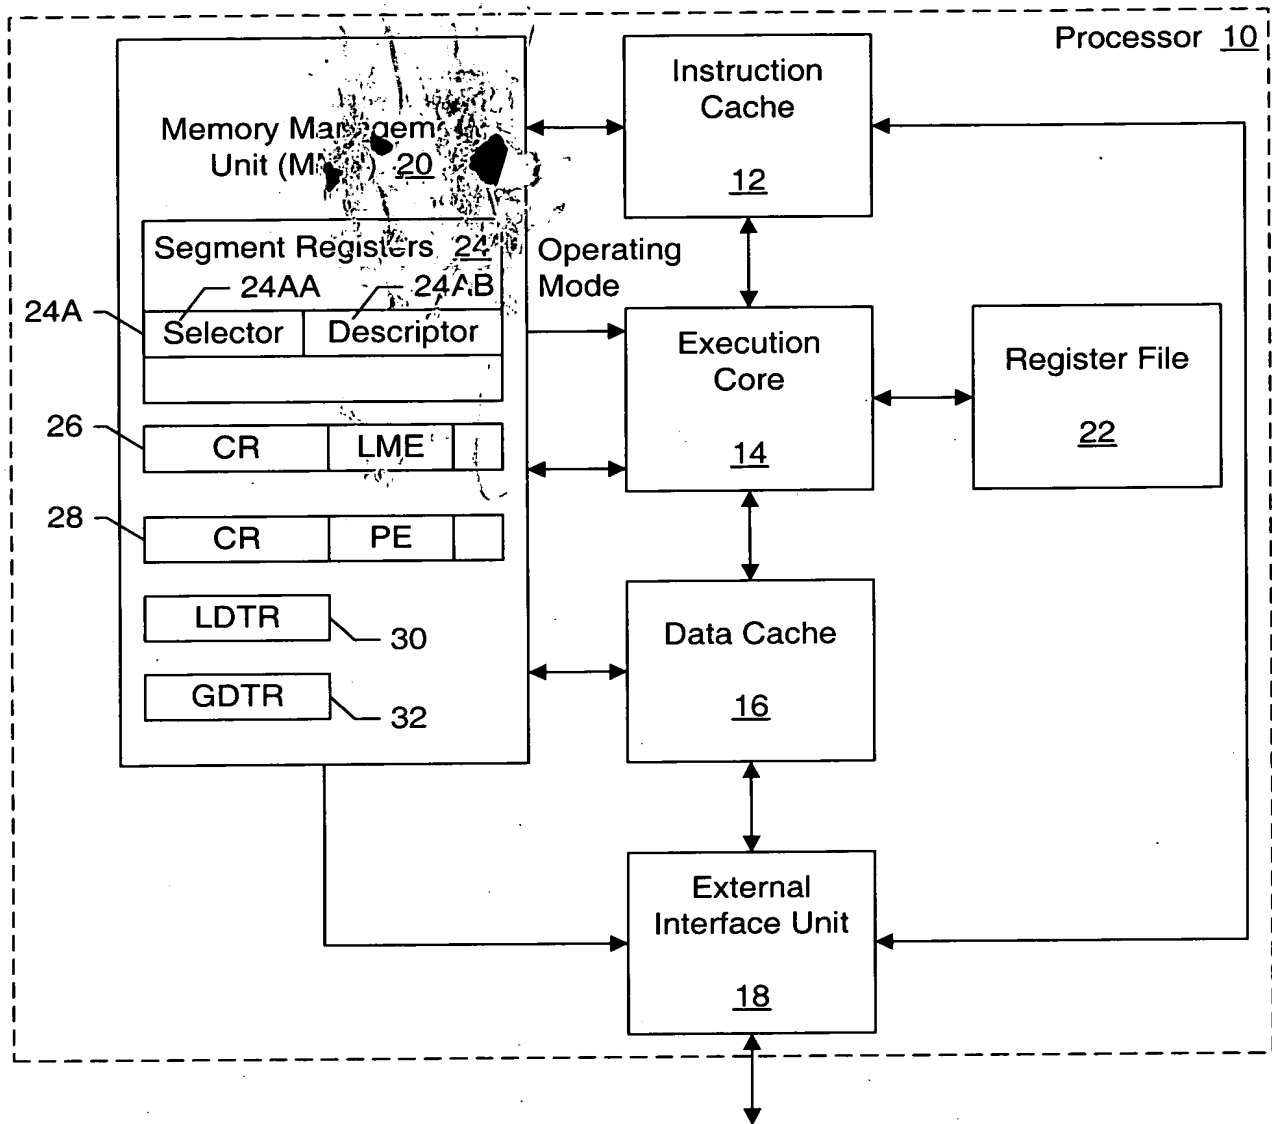 Processor 10
Instruction
Cache
12
Memory
Unit 20
Segment Registers 24
24AA
24AB
24A
Selector
Descriptor
Operating
Mode
Execution
Core
14
Register File
22
26
CR
LME
28
CR
PE
LDTR
30
GDTR
32
Data Cache
16
External
Interface Unit
18